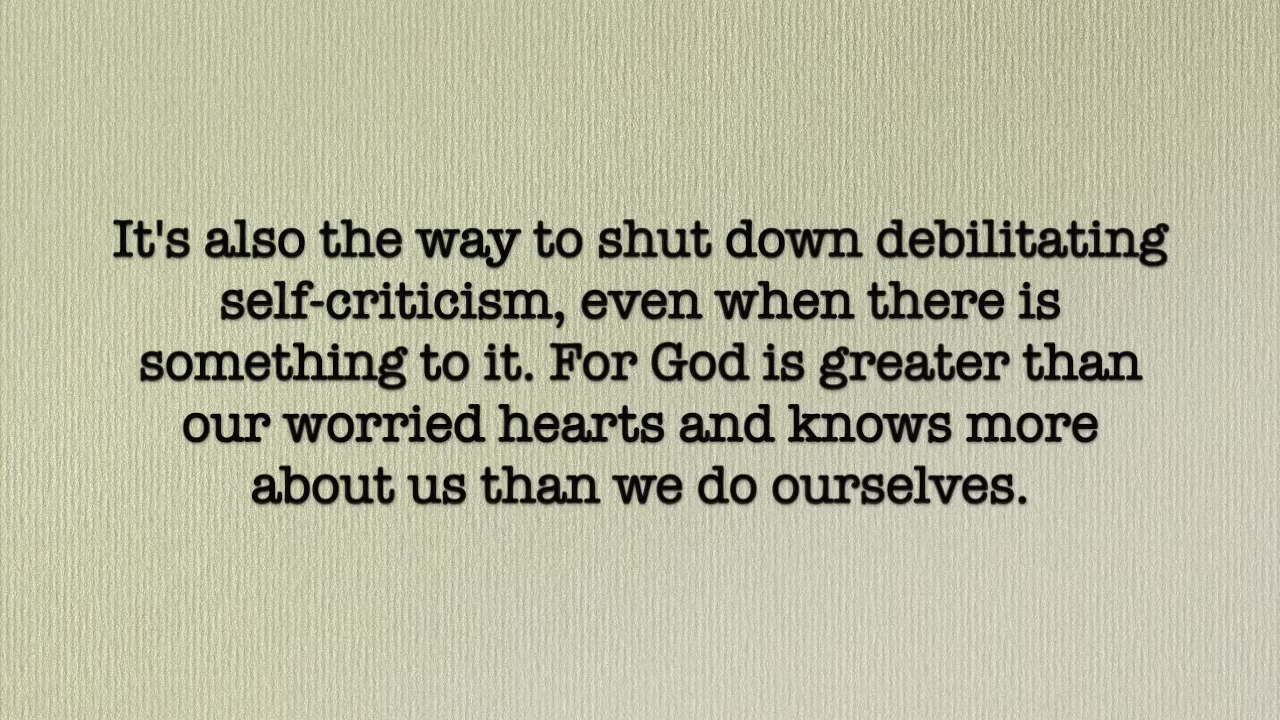 It's also the way to shut down debilitating
self-criticism, even when there is
something to it. For God is greater than
our worried hearts and knows more
about us than we do ourselves.